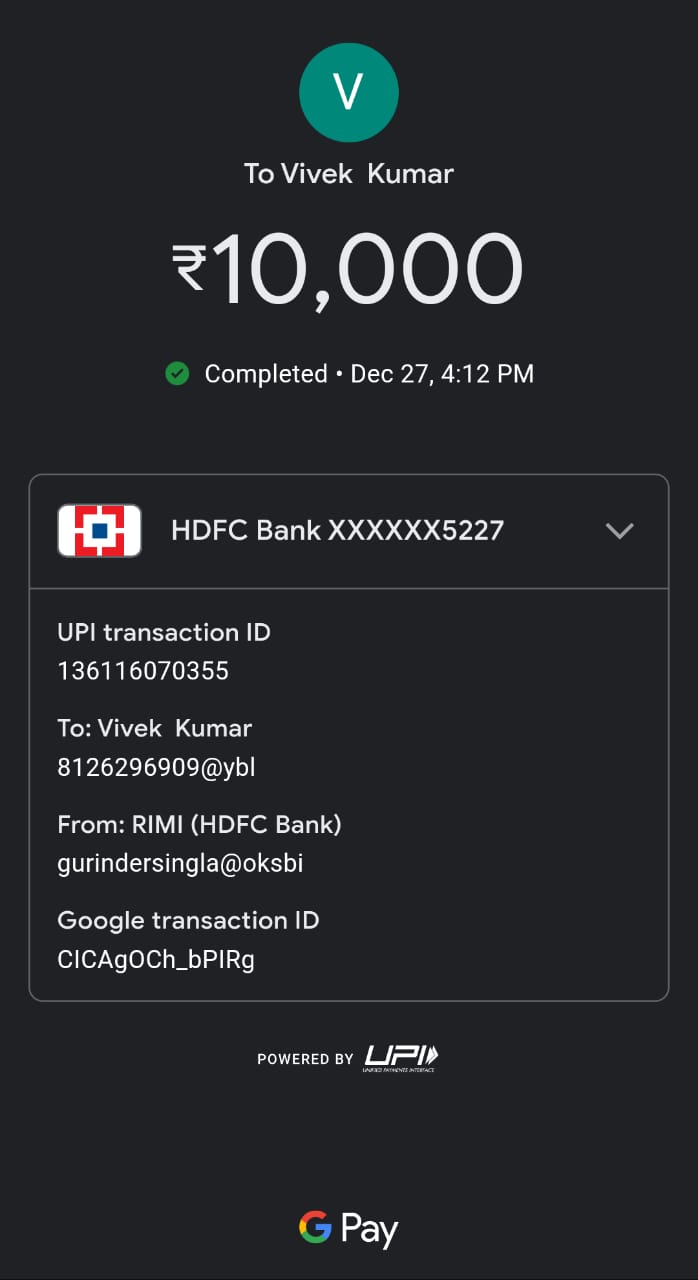 V
To Vivek  Kumar
₹10,000
Completed • Dec 27, 4:12 PM
HDFC Bank XXXXXX5227
UPI transaction ID
136116070355
To: Vivek  Kumar
8126296909@ybl
From: RIMI (HDFC Bank)
gurindersingla@oksbi
Google transaction ID
CICAgOCh_bPIRg
POWERED BY UPI
UNIFIED PAYMENTS INTERFACE
G Pay